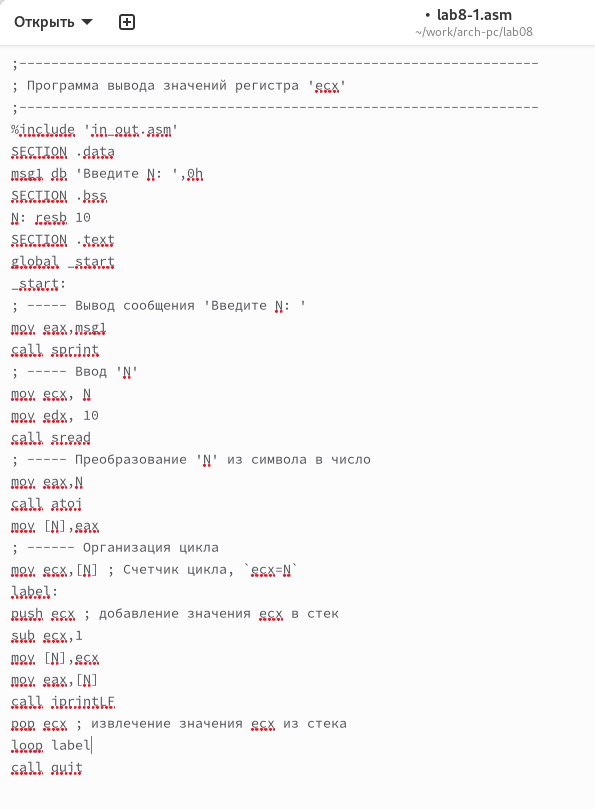 Открыть
• lab8-1.asm
~/work/arch-pc/lab08
;-----------------------------------------------------------------
; Программа вывода значений регистра 'ecx'
;-----------------------------------------------------------------
%include 'in_out.asm'
SECTION .data
msg1 db 'Введите N: ',0h
SECTION .bss
N: resb 10
SECTION .text
global _start
_start:
; ----- Вывод сообщения 'Введите N: '
mov eax,msg1
call sprint
; ----- Ввод 'N'
mov ecx, N
mov edx, 10
call sread
; ----- Преобразование 'N' из символа в число
mov eax,N
call atoi
mov [N],eax
; ------ Организация цикла
mov ecx,[N] ; Счетчик цикла, `ecx=N`
label:
push ecx ; добавление значения ecx в стек
sub ecx,1
mov [N],ecx
mov eax,[N]
call iprintLF
pop ecx ; извлечение значения ecx из стека
loop label
call quit